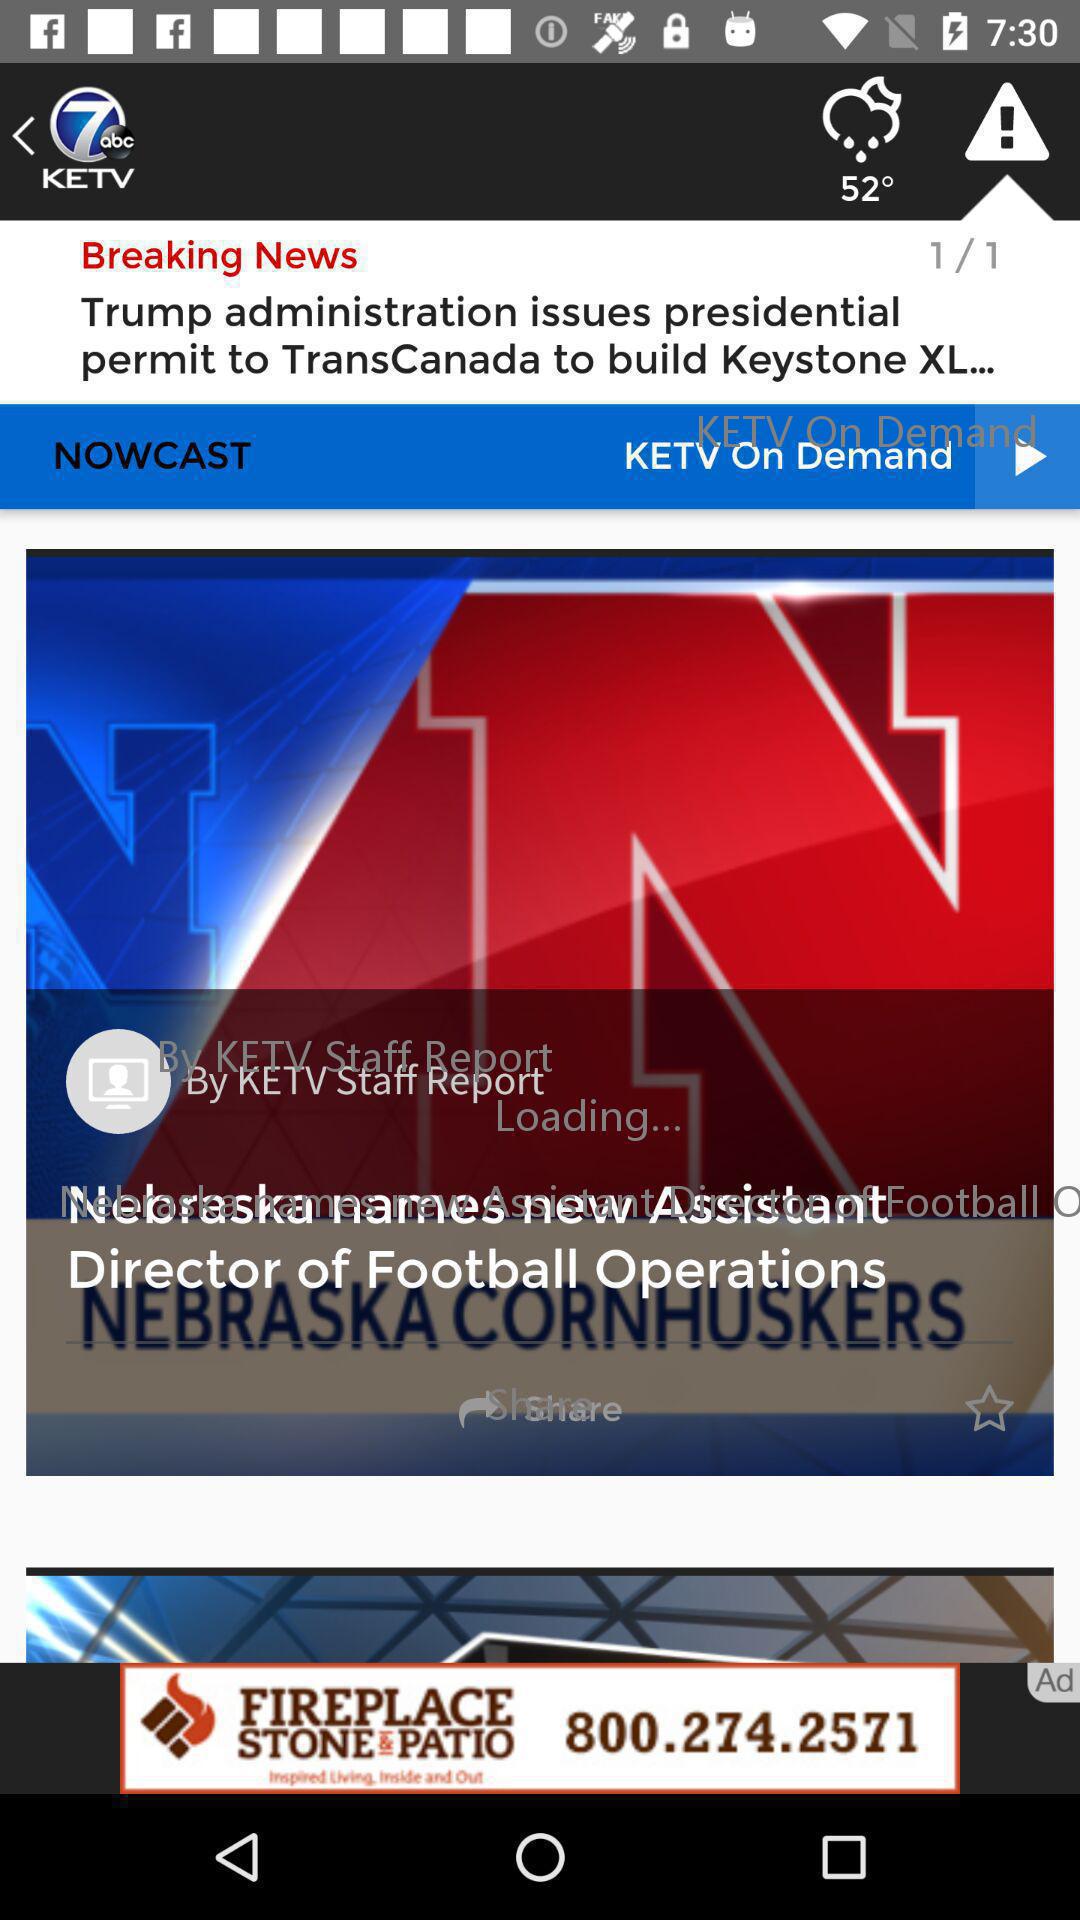 FAKE
7:30
7
abc
KETV
52°
Breaking News
1 / 1
Trump administration issues presidential
permit to TransCanada to build Keystone XL...
NOWCAST
KETV On Demand
KETV On Demand
By KETV Staff Report
By KETV Staff Report
Loading...
Nebraska names new Assistant Director of Football O
Nebraska names new Assistant
Director of Football Operations
NEBRASKA CORNHUSKERS
Share
Share
Ad
FIREPLACE
STONE & PATIO
Inspired Living, Inside and Out
800.274.2571